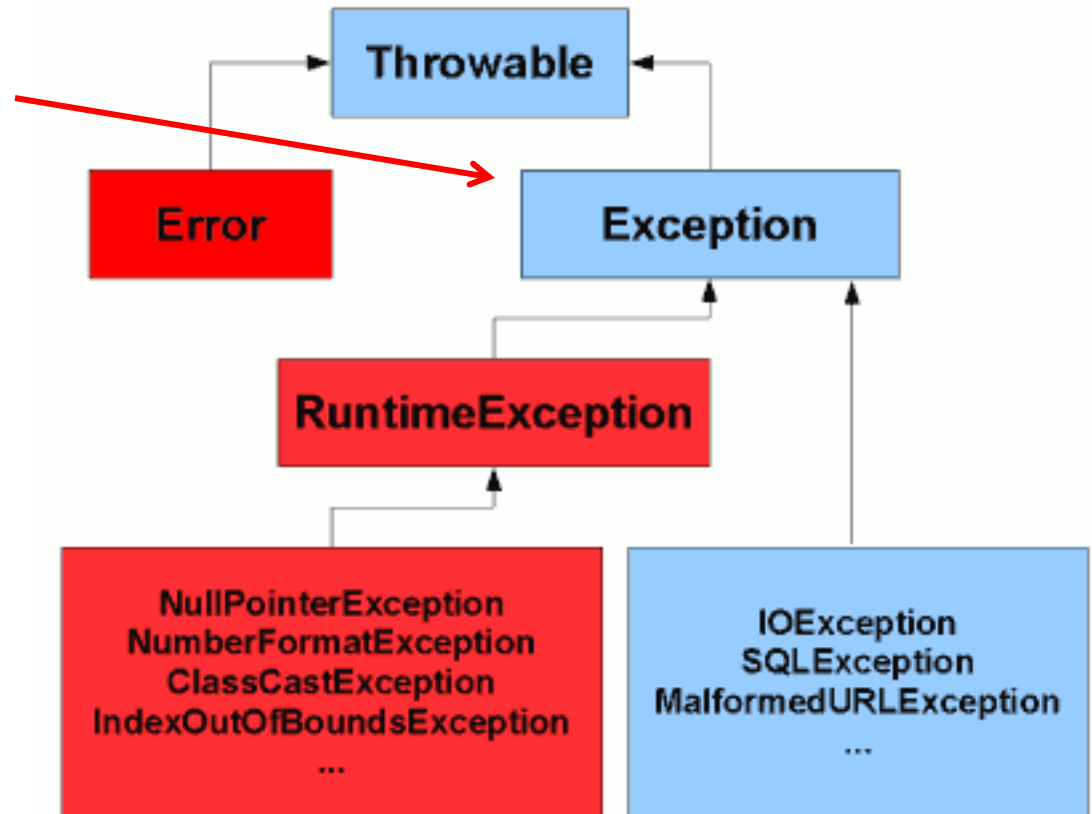 Throwable
Error
Exception
RuntimeException
NullPointerException
NumberFormatException
ClassCastException
IndexOutOfBoundsException
...
IOException
SQLException
MalformedURLException
...